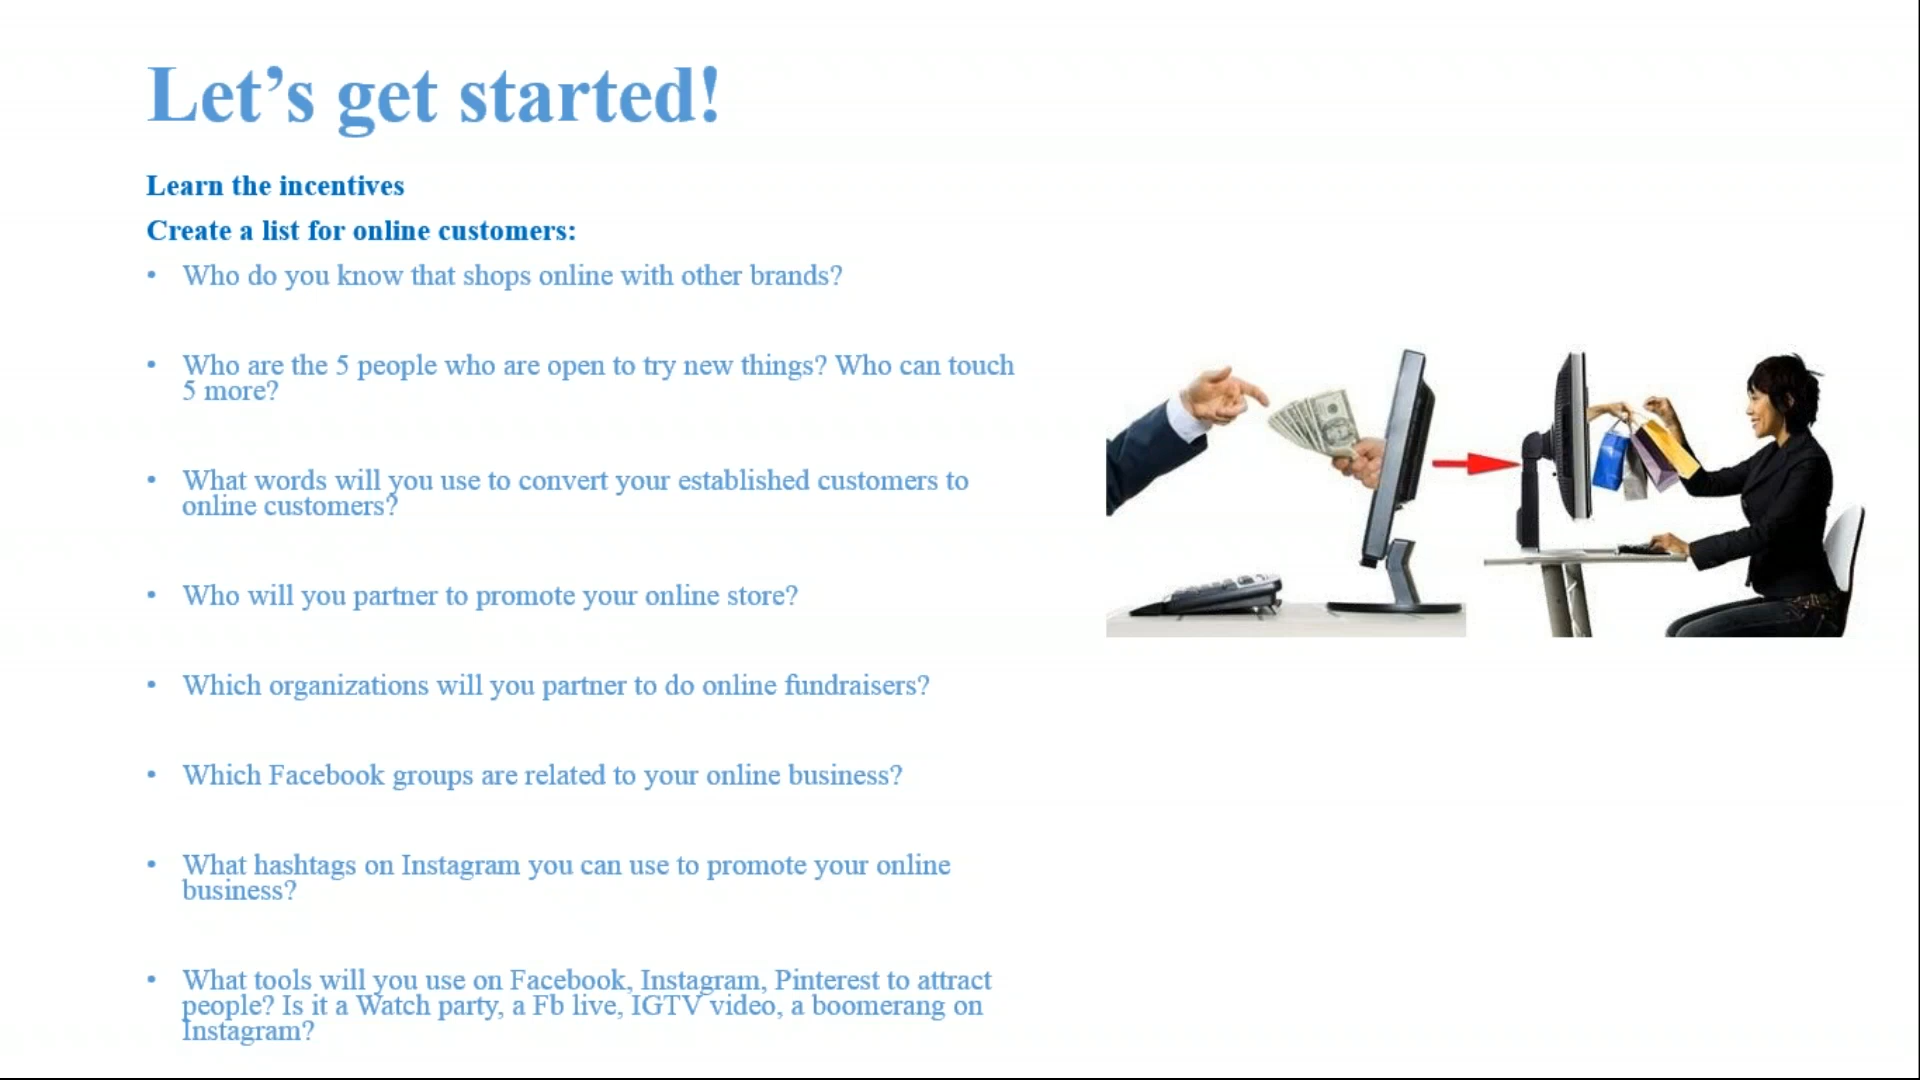 Let’s get started!
Learn the incentives
Create a list for online customers:
• Who do you know that shops online with other brands?
• Who are the 5 people who are open to try new things? Who can touch
5 more?
• What words will you use to convert your established customers to
online customers?
• Who will you partner to promote your online store?
• Which organizations will you partner to do online fundraisers?
• Which Facebook groups are related to your online business?
• What hashtags on Instagram you can use to promote your online
business?
• What tools will you use on Facebook, Instagram, Pinterest to attract
people? Is it a Watch party, a Fb live, IGTV video, a boomerang on
Instagram?